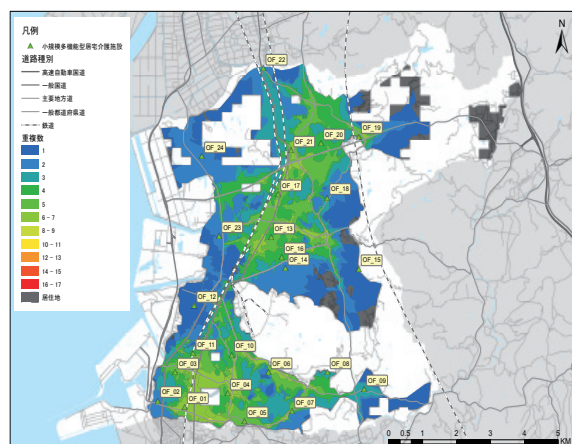 凡例
小規模多機能型居宅介護施設
道路種別
高速自動車国道
一般国道
主要地方道
一般都道府県道
鉄道
重複数
1
2
3
4
5
6 - 7
8 - 9
10 - 11
12 - 13
14 - 15
16 - 17
居住地
N
OF_22
OF_20
OF_19
OF_21
OF_24
OF_17
OF_18
OF_23
OF_13
OF_16
OF_14
OF_15
OF_12
OF_11
OF_10
OF_03
OF_06
OF_08
OF_09
OF_02
OF_04
OF_01
OF_07
OF_05
0 0.5 1 2 3 4 5
KM